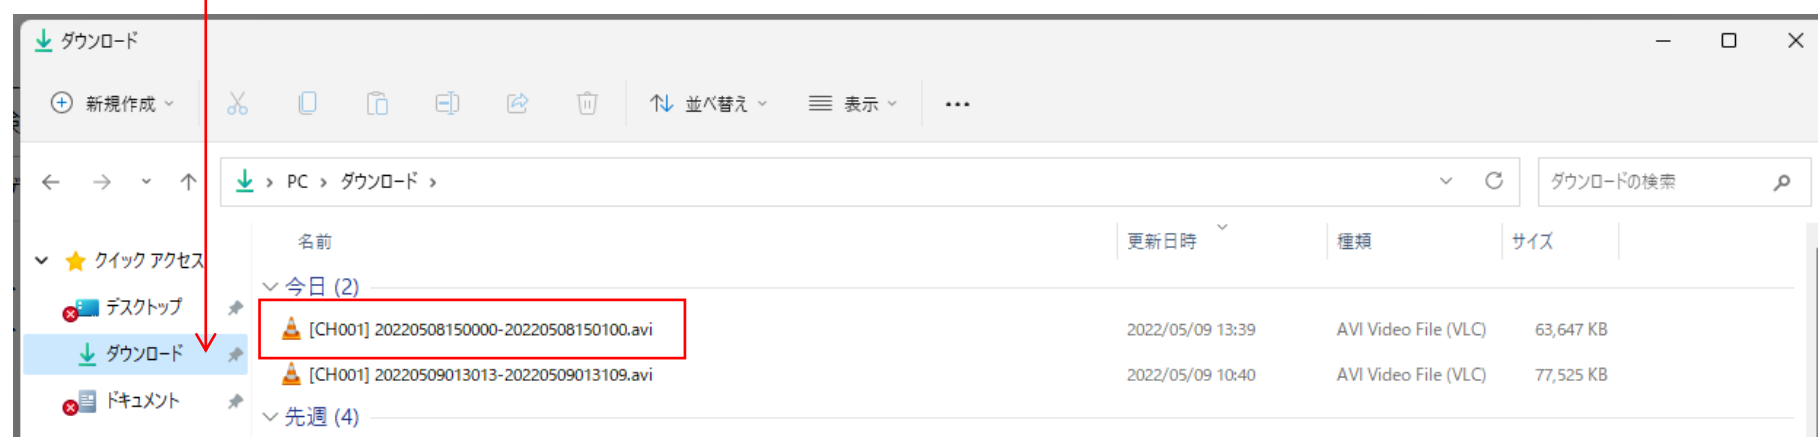 ダウンロード
新規作成 並べ替え 表示 ...
PC > ダウンロード >
ダウンロードの検索
名前 更新日時 種類 サイズ
クイック アクセス
デスクトップ
ダウンロード
ドキュメント
今日 (2)
[CH001] 20220508150000-20220508150100.avi 2022/05/09 13:39 AVI Video File (VLC) 63,647 KB
[CH001] 20220509013013-20220509013109.avi 2022/05/09 10:40 AVI Video File (VLC) 77,525 KB
先週 (4)